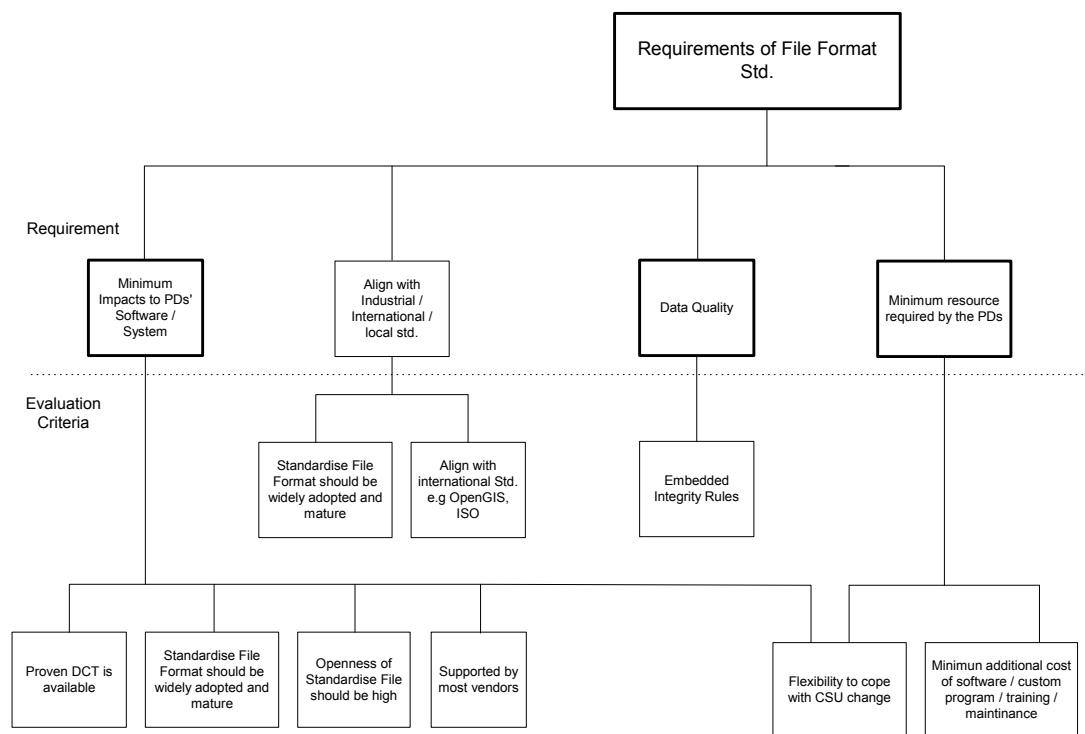 Requirements of File Format
Std.
Requirement
Minimum
Impacts to PDs'
Software /
System
Align with
Industrial /
International /
local std.
Data Quality
Minimum resource
required by the PDs
Evaluation
Criteria
Standardise File
Format should be
widely adopted and
mature
Align with
international Std.
e.g OpenGIS,
ISO
Embedded
Integrity Rules
Proven DCT is
available
Standardise File
Format should be
widely adopted and
mature
Openness of
Standardise File
should be high
Supported by
most vendors
Flexibility to cope
with CSU change
Minimun additional cost
of software / custom
program / training /
maintinance